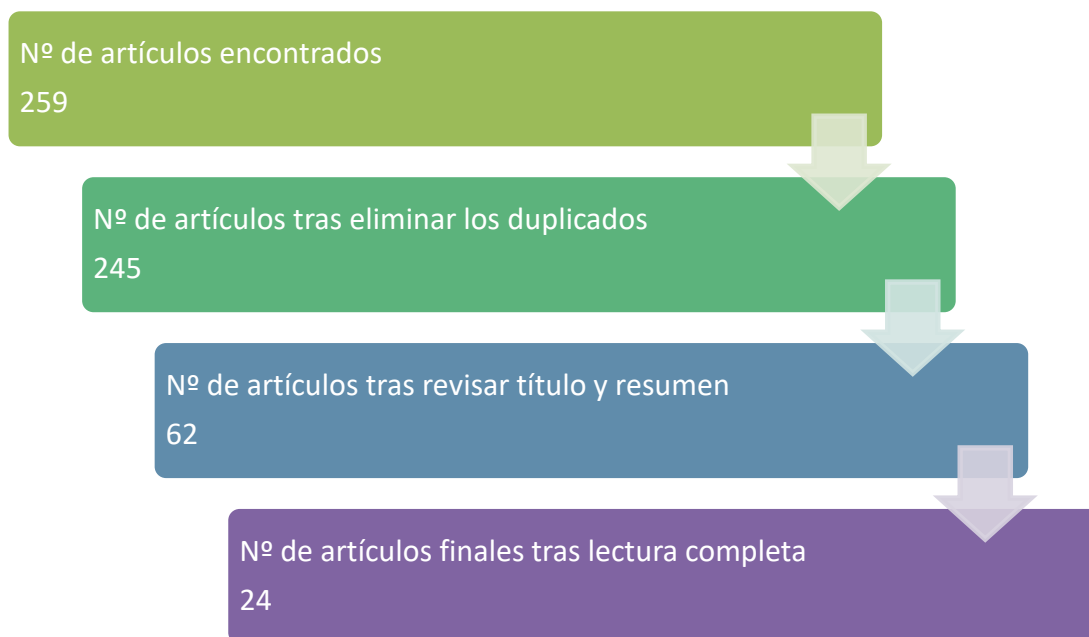 Nº de artículos encontrados
259
Nº de artículos tras eliminar los duplicados
245
Nº de artículos tras revisar título y resumen
62
Nº de artículos finales tras lectura completa
24